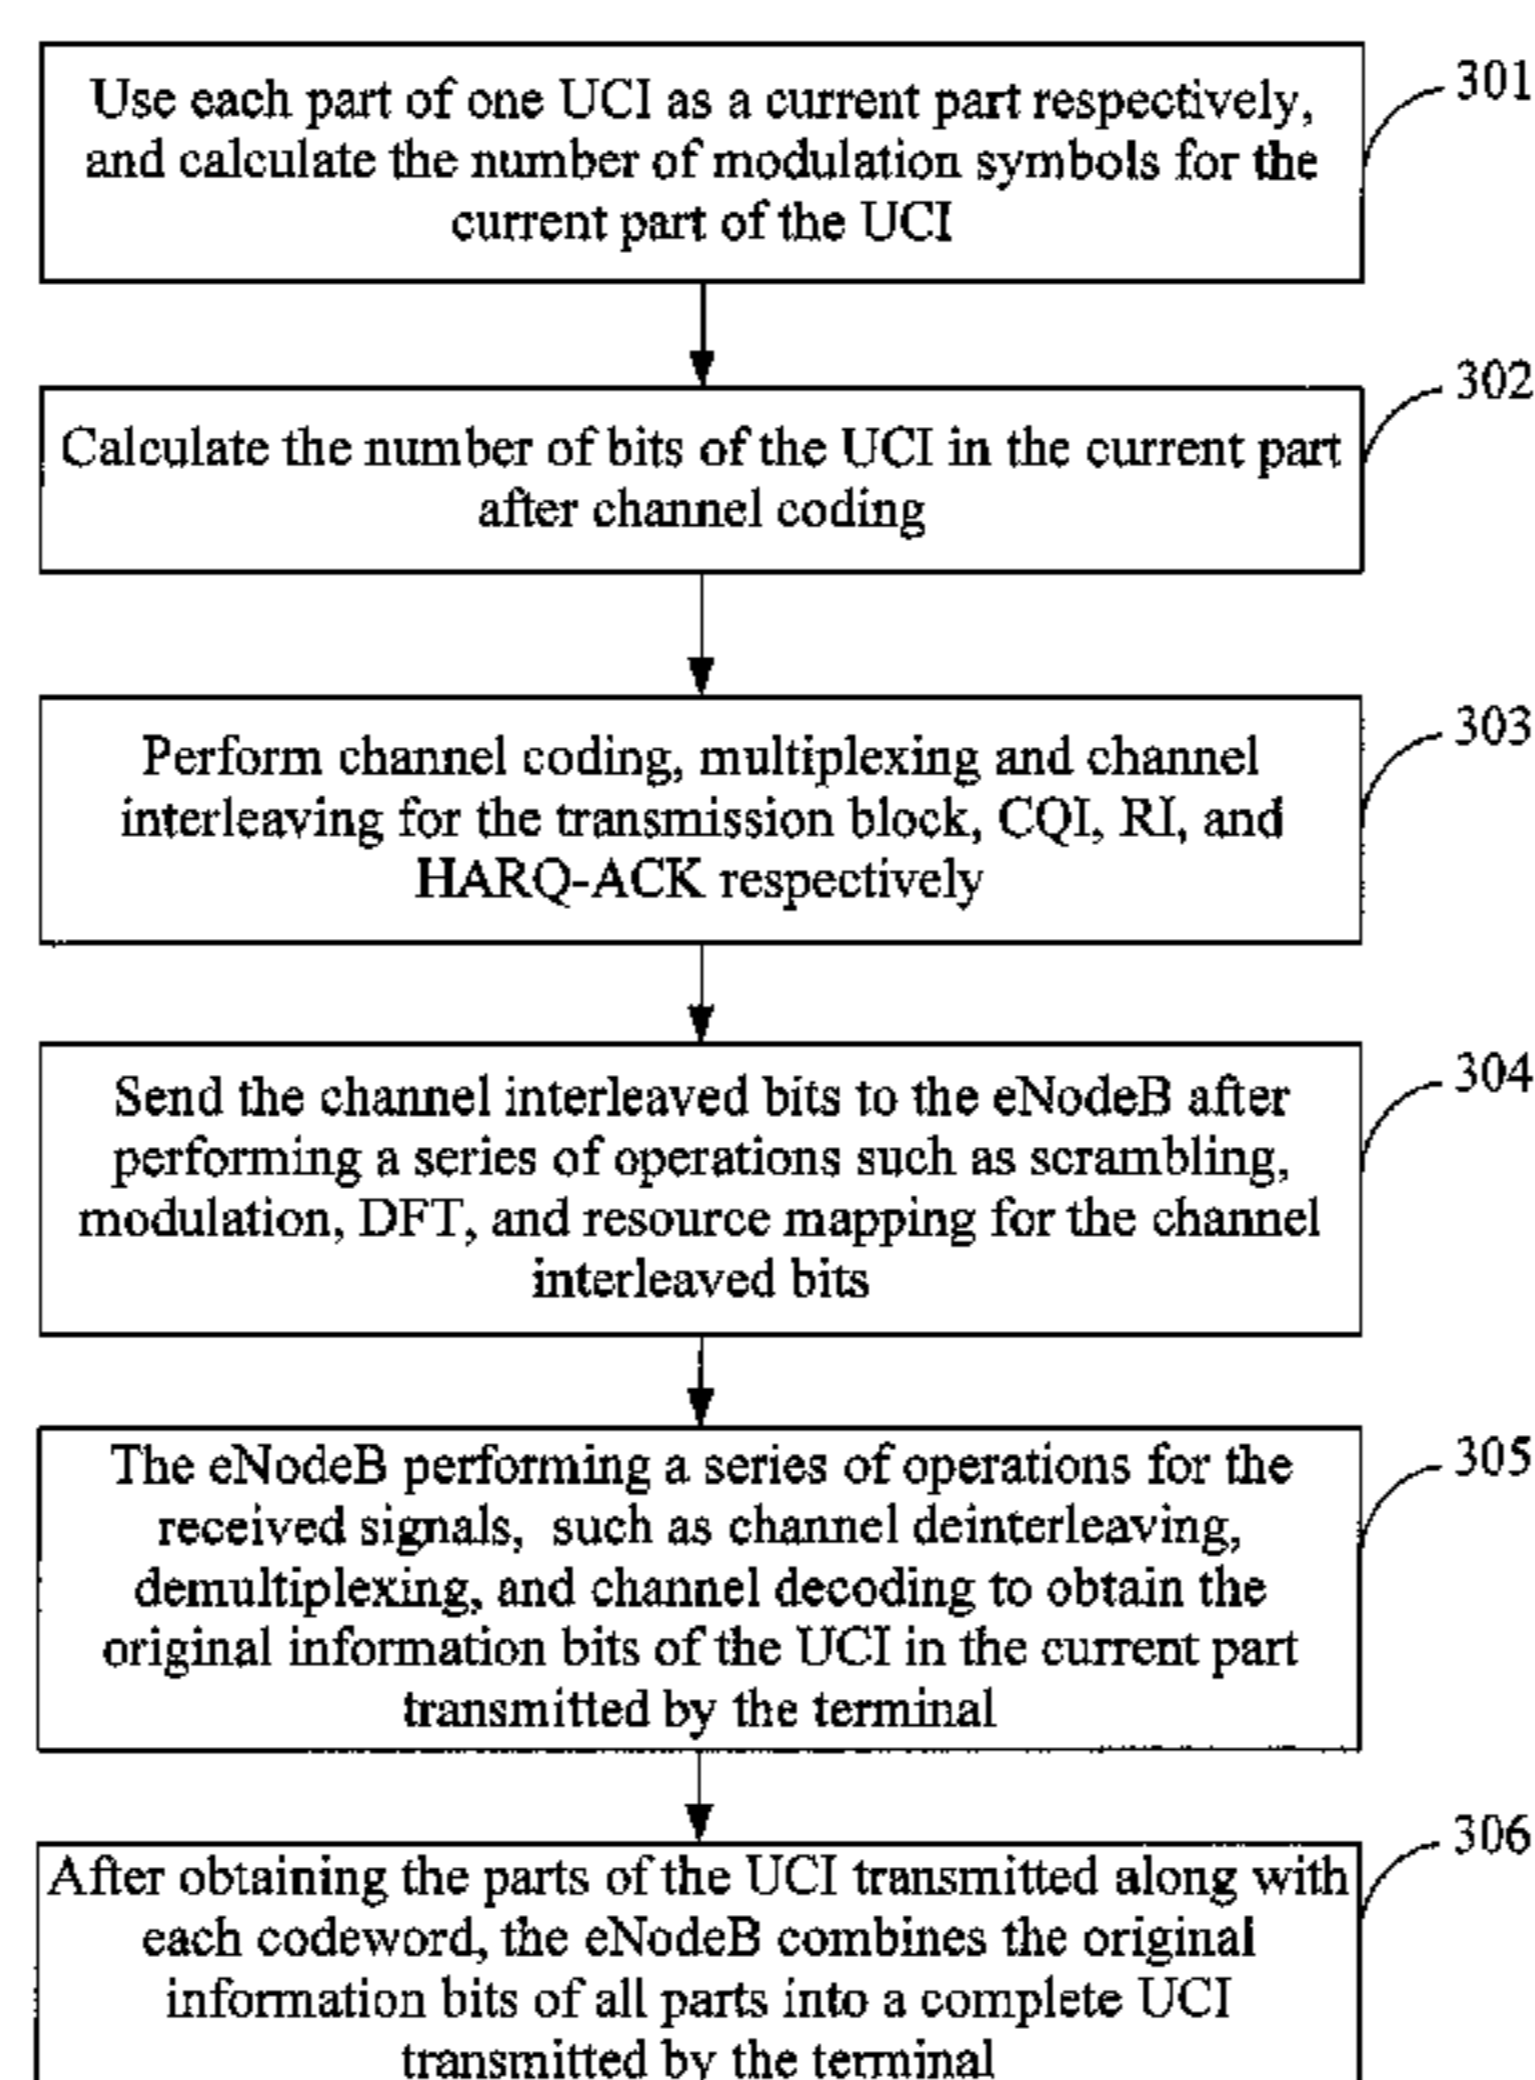 Use each part of one UCI as a current part respectively,
and calculate the number of modulation symbols for the
current part of the UCI
301
Calculate the number of bits of the UCI in the current part
after channel coding
302
Perform channel coding, multiplexing and channel
interleaving for the transmission block, CQI, RI, and
HARQ-ACK respectively
303
Send the channel interleaved bits to the eNodeB after
performing a series of operations such as scrambling,
modulation, DFT, and resource mapping for the channel
interleaved bits
304
The eNodeB performing a series of operations for the
received signals, such as channel deinterleaving,
demultiplexing, and channel decoding to obtain the
original information bits of the UCI in the current part
transmitted by the terminal
305
After obtaining the parts of the UCI transmitted along with
each codeword, the eNodeB combines the original
information bits of all parts into a complete UCI
transmitted by the terminal
306